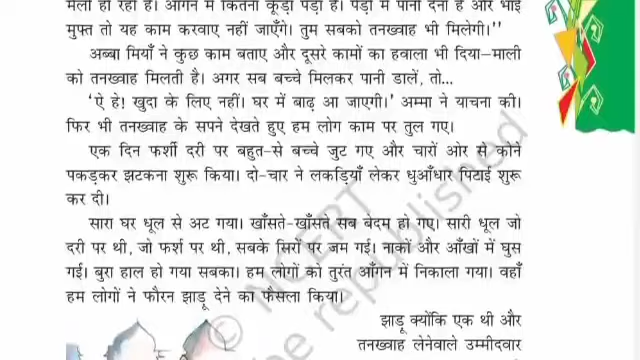 मैली हो रही है। आँगन में कितना कूड़ा पड़ा है। पेड़ों में पानी देना है और भाई
मुफ्त तो यह काम करवाए नहीं जाएँगे। तुम सबको तनख्वाह भी मिलेगी।''
अब्बा मियाँ ने कुछ काम बताए और दूसरे कामों का हवाला भी दिया–माली
को तनख्वाह मिलती है। अगर सब बच्चे मिलकर पानी डालें, तो...
'ऐ हे! खुदा के लिए नहीं। घर में बाढ़ आ जाएगी।' अम्मा ने याचना की।
फिर भी तनख्वाह के सपने देखते हुए हम लोग काम पर तुल गए।
एक दिन फर्शी दरी पर बहुत-से बच्चे जुट गए और चारों ओर से कोने
पकड़कर झटकना शुरू किया। दो-चार ने लकड़ियाँ लेकर धुआँधार पिटाई शुरू
कर दी।
सारा घर धूल से अट गया। खाँसते-खाँसते सब बेदम हो गए। सारी धूल जो
दरी पर थी, जो फर्श पर थी, सबके सिरों पर जम गई। नाकों और आँखों में घुस
गई। बुरा हाल हो गया सबका। हम लोगों को तुरंत आँगन में निकाला गया। वहाँ
हम लोगों ने फौरन झाड़ू देने का फैसला किया।
झाड़ू क्योंकि एक थी और
तनख्वाह लेनेवाले उम्मीदवार
© NCERT
be republished